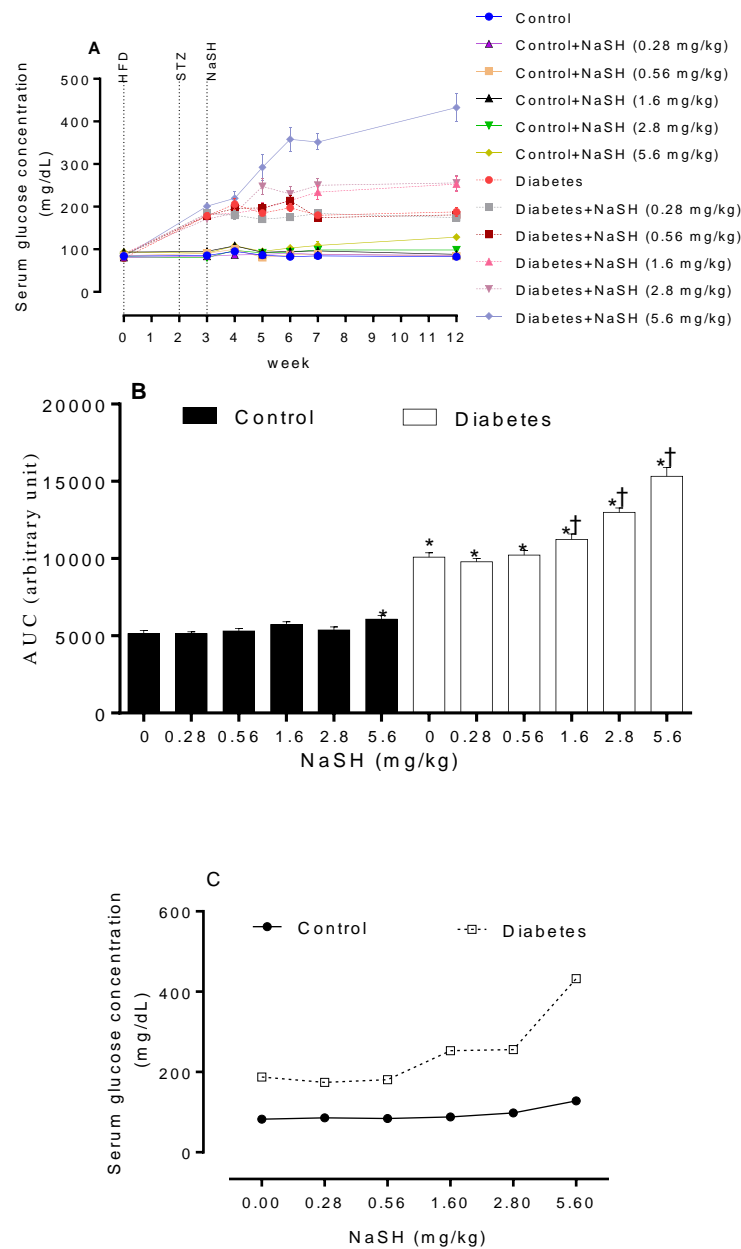 A
HFD
STZ
NaSH
Control
Control+NaSH (0.28 mg/kg)
Control+NaSH (0.56 mg/kg)
Control+NaSH (1.6 mg/kg)
Control+NaSH (2.8 mg/kg)
Control+NaSH (5.6 mg/kg)
Diabetes
Diabetes+NaSH (0.28 mg/kg)
Diabetes+NaSH (0.56 mg/kg)
Diabetes+NaSH (1.6 mg/kg)
Diabetes+NaSH (2.8 mg/kg)
Diabetes+NaSH (5.6 mg/kg)
Serum glucose concentration
(mg/dL)
500
400
300
200
100
0
0 1 2 3 4 5 6 7 8 9 10 11 12
week
B
Control
Diabetes
AUC (arbitrary unit)
20000
15000
10000
5000
0
*
*
*
*
*†
*†
*†
0 0.28 0.56 1.6 2.8 5.6 0 0.28 0.56 1.6 2.8 5.6
NaSH (mg/kg)
C
Control
Diabetes
Serum glucose concentration
(mg/dL)
600
400
200
0
0.00 0.28 0.56 1.60 2.80 5.60
NaSH (mg/kg)